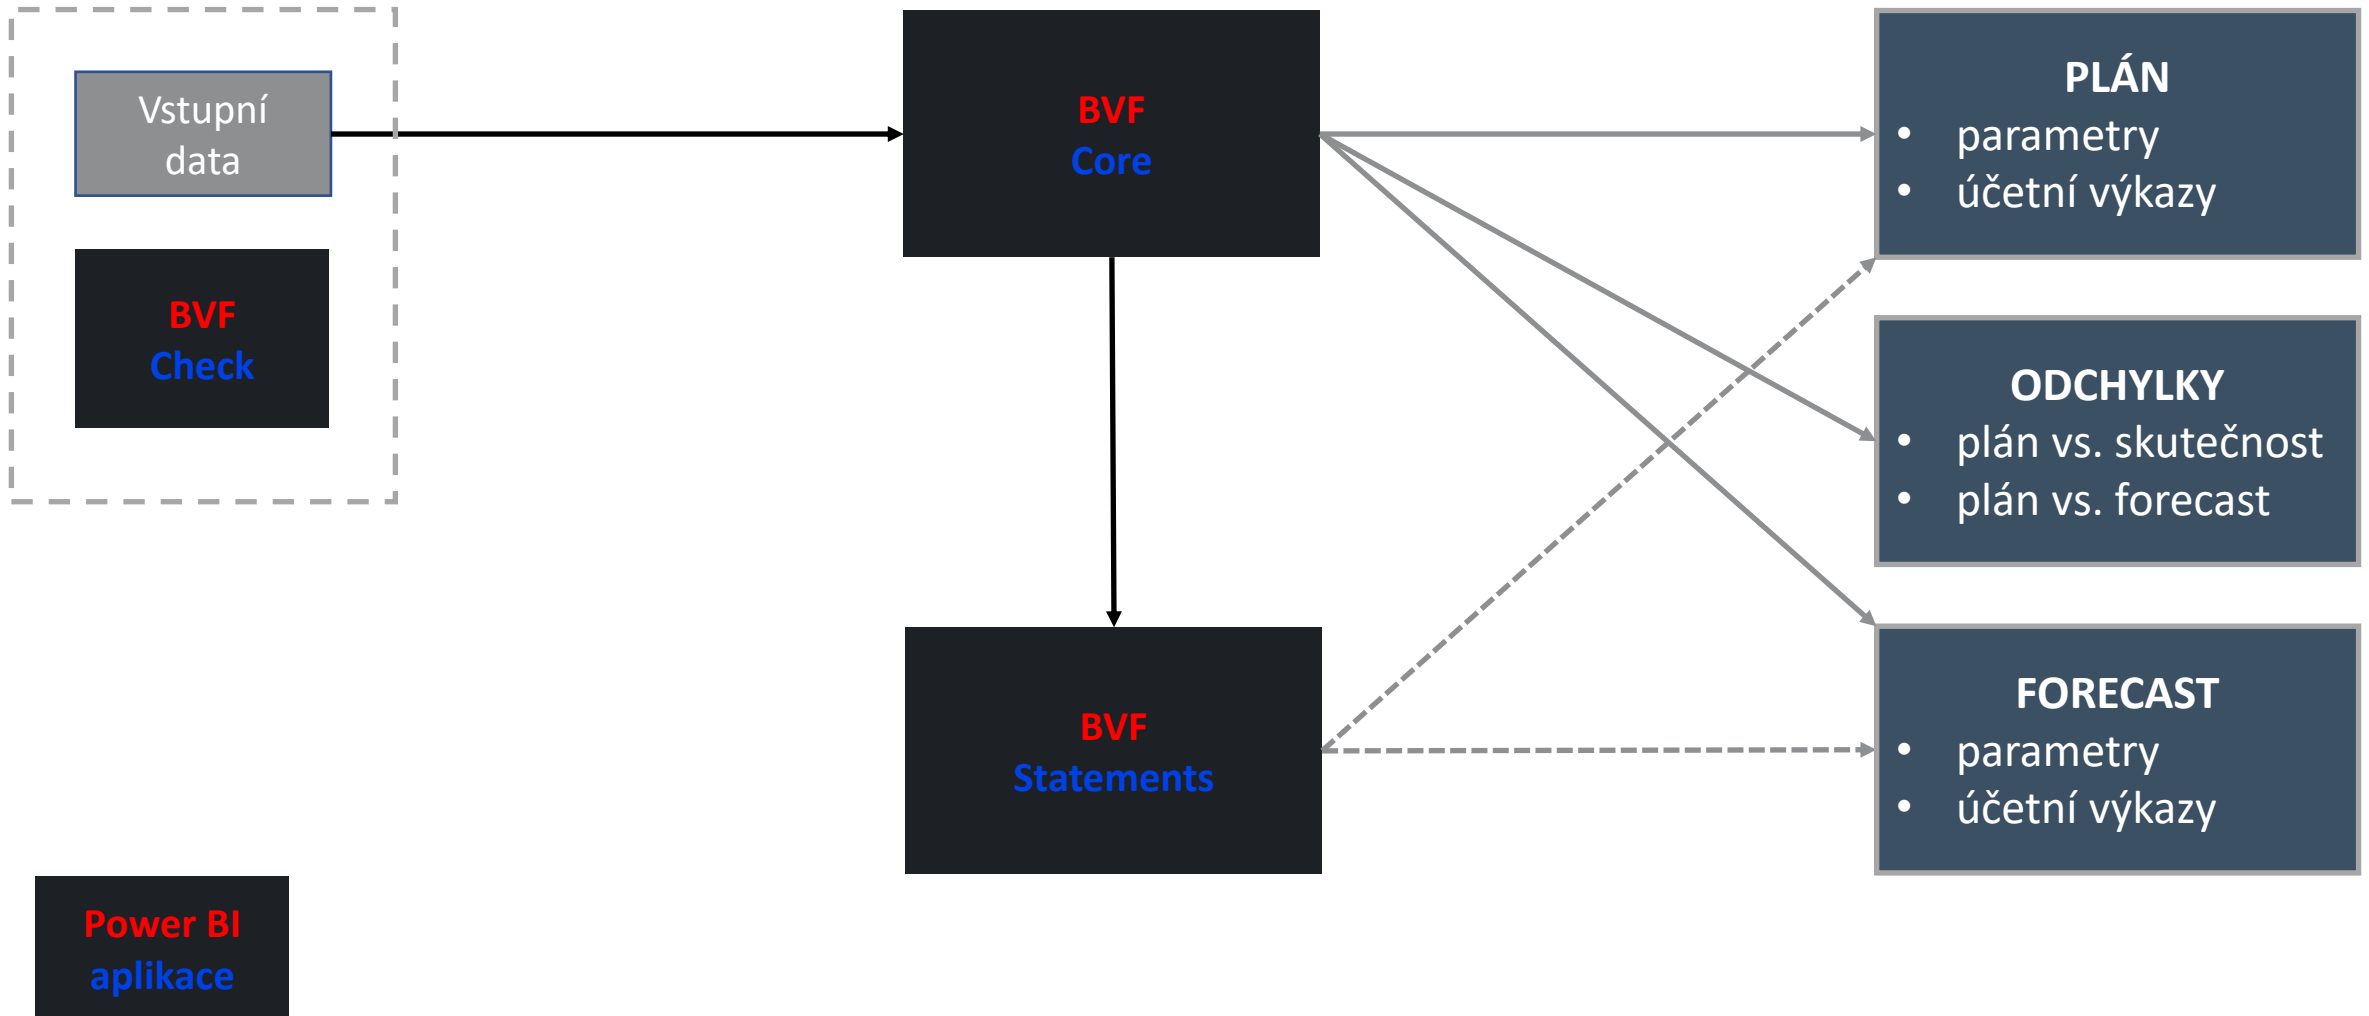 Vstupní
data
BVF
Check
BVF
Core
BVF
Statements
PLÁN
• parametry
• účetní výkazy
ODCHYLKY
• plán vs. skutečnost
• plán vs. forecast
FORECAST
• parametry
• účetní výkazy
Power BI
aplikace